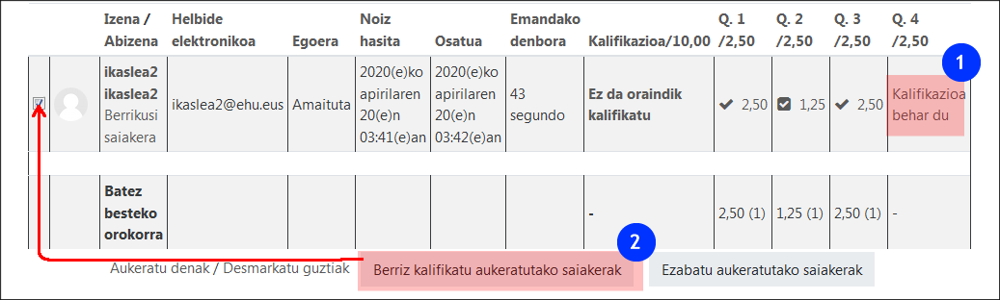 Izena / Abizena
Helbide elektronikoa
Egoera
Noiz hasita
Osatua
Emandako denbora
Kalifikazioa/10,00
Q. 1 /2,50
Q. 2 /2,50
Q. 3 /2,50
Q. 4 /2,50
1
ikaslea2
ikaslea2
Berrikusi
saiakera
ikaslea2@ehu.eus
Amaituta
2020(e)ko
apirilaren
20(e)n
03:41(e)an
2020(e)ko
apirilaren
20(e)n
03:42(e)an
43
segundo
Ez da oraindik
kalifikatu
2,50
1,25
2,50
Kalifikazioa
behar du
Batez
besteko
orokorra
-
2,50 (1)
1,25 (1)
2,50 (1)
-
2
Aukeratu denak / Desmarkatu guztiak
Berriz kalifikatu aukeratutako saiakerak
Ezabatu aukeratutako saiakerak